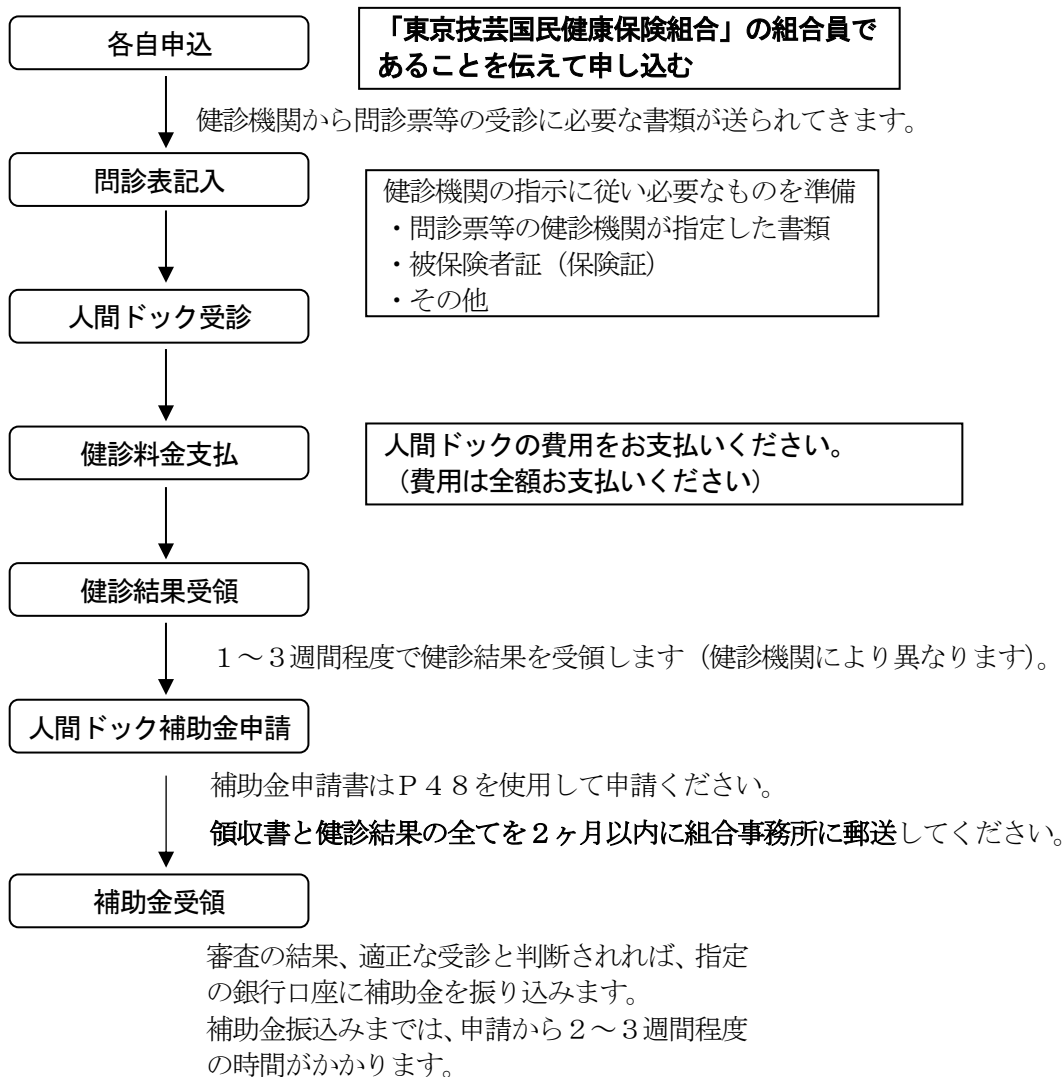 各自申込
「東京技芸国民健康保険組合」の組合員で
あることを伝えて申し込む
健診機関から問診票等の受診に必要な書類が送られてきます。
問診表記入
健診機関の指示に従い必要なものを準備
・問診票等の健診機関が指定した書類
・被保険者証（保険証）
・その他
人間ドック受診
健診料金支払
人間ドックの費用をお支払いください。
（費用は全額お支払いください）
健診結果受領
１～３週間程度で健診結果を受領します（健診機関により異なります）。
人間ドック補助金申請
補助金申請書はＰ４８を使用して申請ください。
領収書と健診結果の全てを２ヶ月以内に組合事務所に郵送してください。
補助金受領
審査の結果、適正な受診と判断されれば、指定
の銀行口座に補助金を振り込みます。
補助金振込みまでは、申請から２～３週間程度
の時間がかかります。